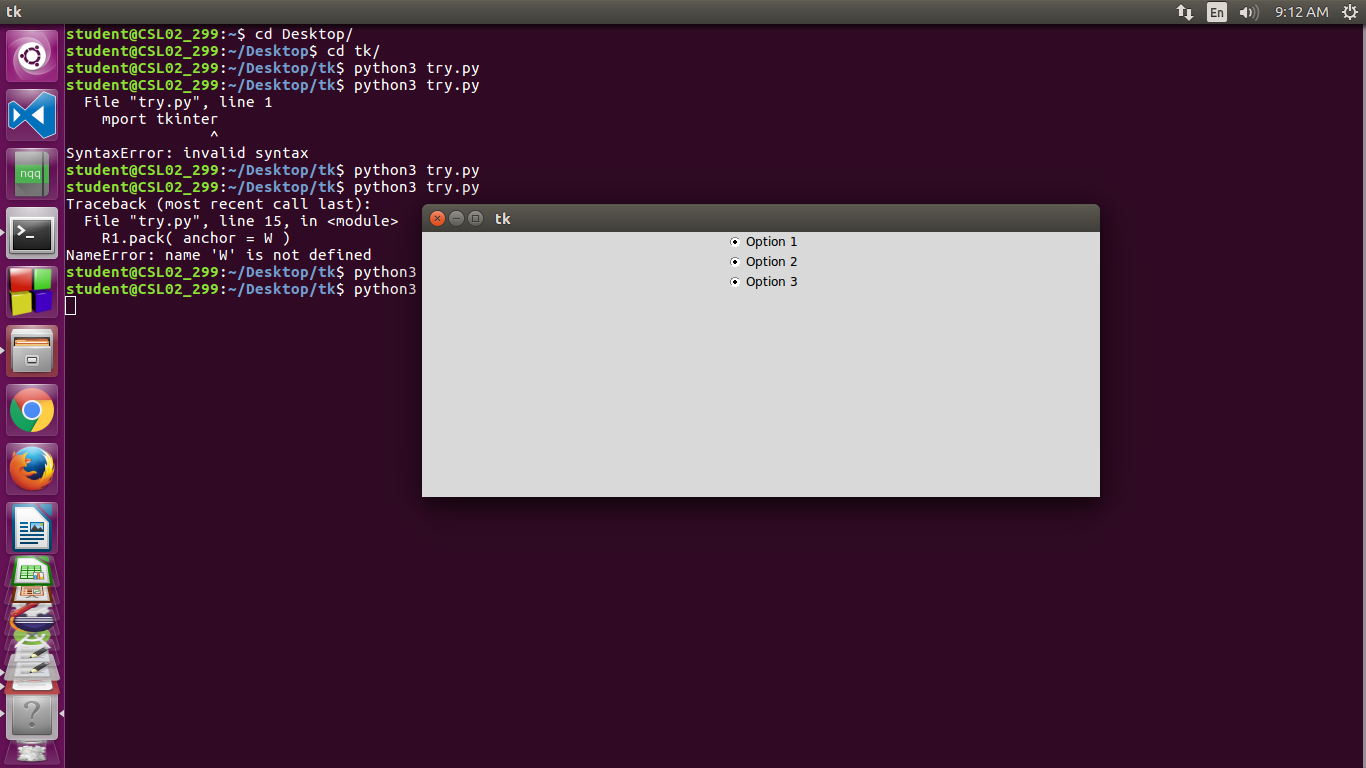 tk
En
9:12 AM
student@CSL02_299:~$ cd Desktop/
student@CSL02_299:~/Desktop$ cd tk/
student@CSL02_299:~/Desktop/tk$ python3 try.py
student@CSL02_299:~/Desktop/tk$ python3 try.py
  File "try.py", line 1
    mport tkinter
                ^
SyntaxError: invalid syntax
student@CSL02_299:~/Desktop/tk$ python3 try.py
student@CSL02_299:~/Desktop/tk$ python3 try.py
Traceback (most recent call last):
  File "try.py", line 15, in <module>
    R1.pack( anchor = W )
NameError: name 'W' is not defined
student@CSL02_299:~/Desktop/tk$ python3
student@CSL02_299:~/Desktop/tk$ python3
tk
Option 1
Option 2
Option 3
nqq
>_
?